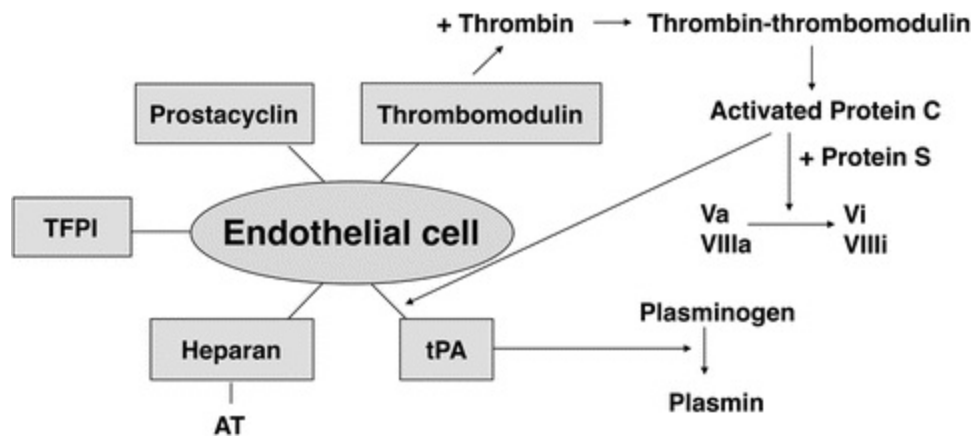 + Thrombin
Thrombin-thrombomodulin
Prostacyclin
Thrombomodulin
Activated Protein C
+ Protein S
TFPI
Endothelial cell
Va
Vi
VIIIa
VIIIi
Plasminogen
Heparan
tPA
Plasmin
AT